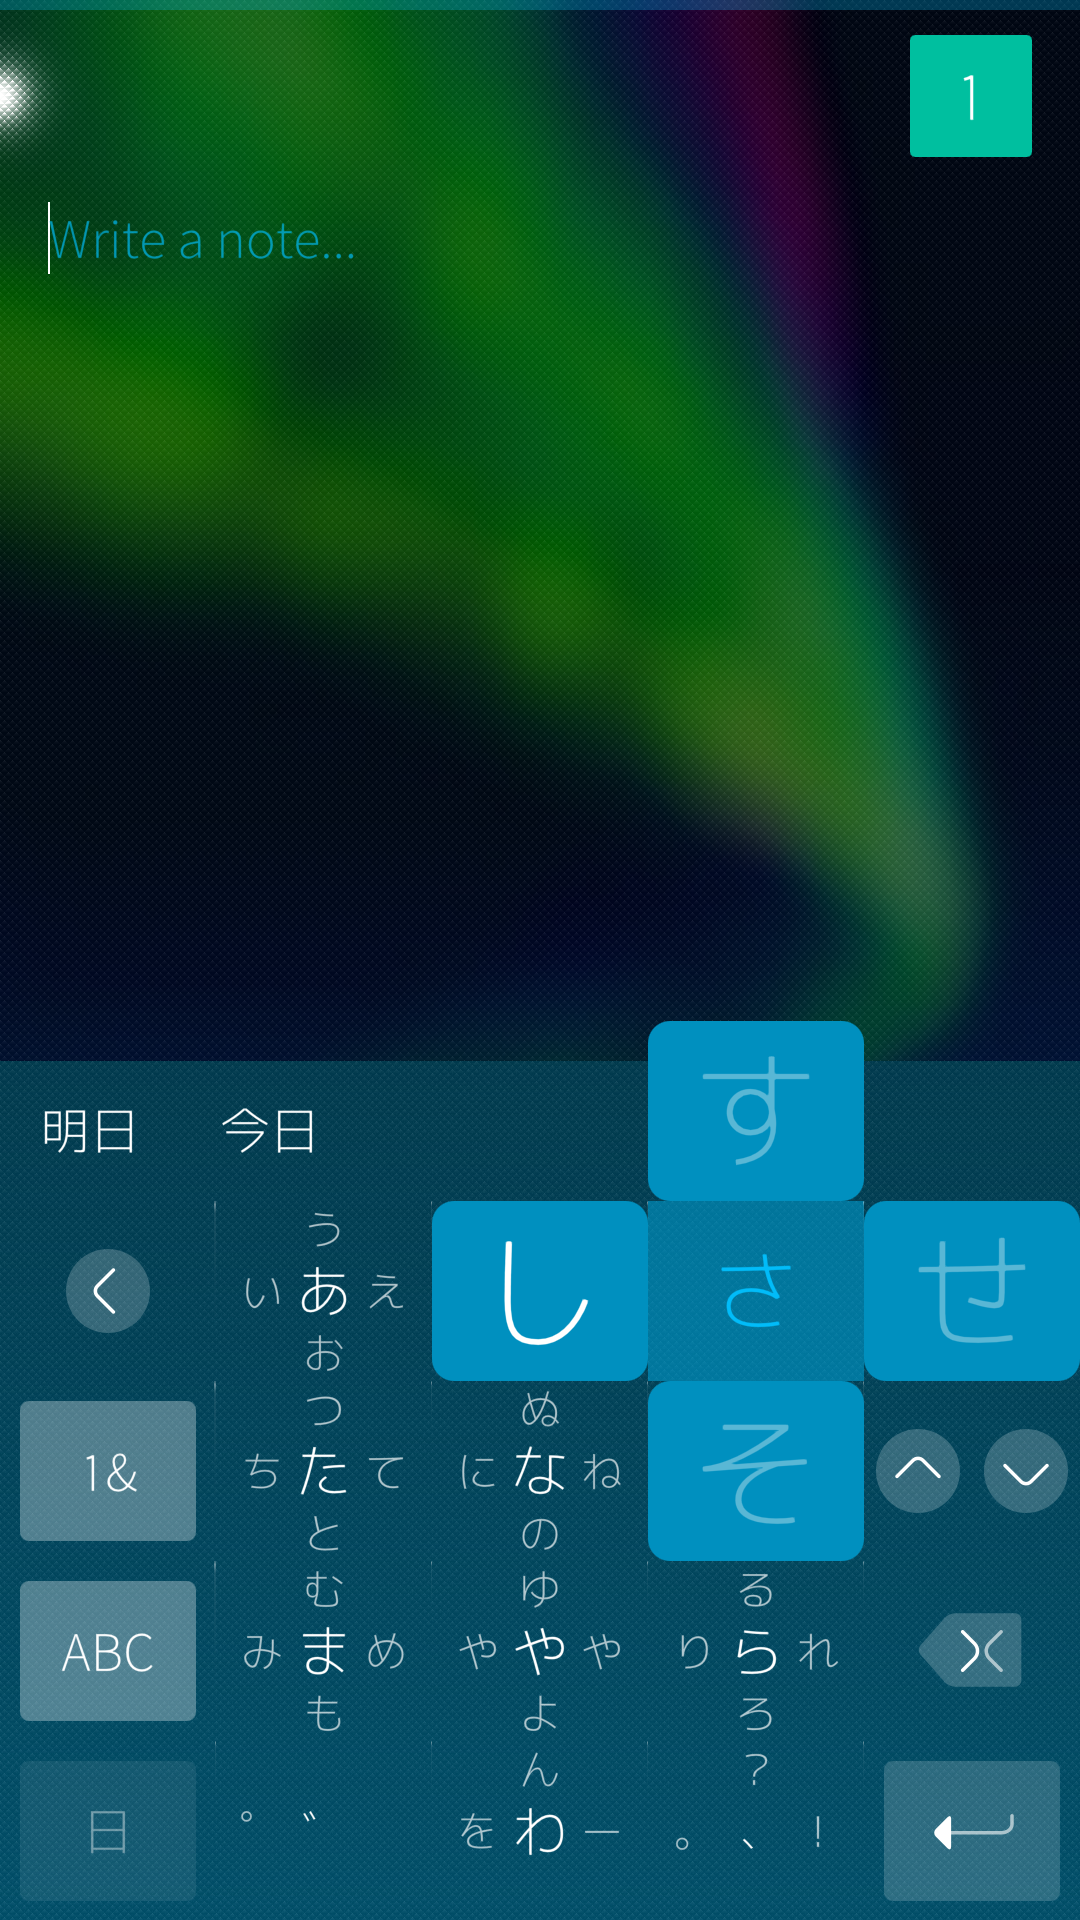 1
Write a note...
す
明日 今日
う
い あ え し さ せ
お
つ ぬ
1& ち た て に な ね そ
と の
む ゆ る
ABC み ま め や や や り ら れ
も よ ろ
ん ?
日 ゜ ゛ を わ ー 。 、 !